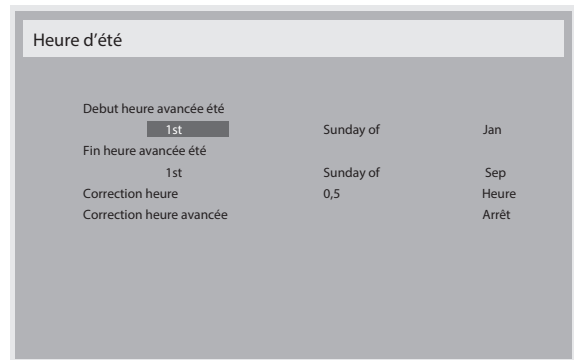 Heure d'été
Debut heure avancée été
1st Sunday of Jan
Fin heure avancée été
1st Sunday of Sep
Correction heure 0,5 Heure
Correction heure avancée Arrêt